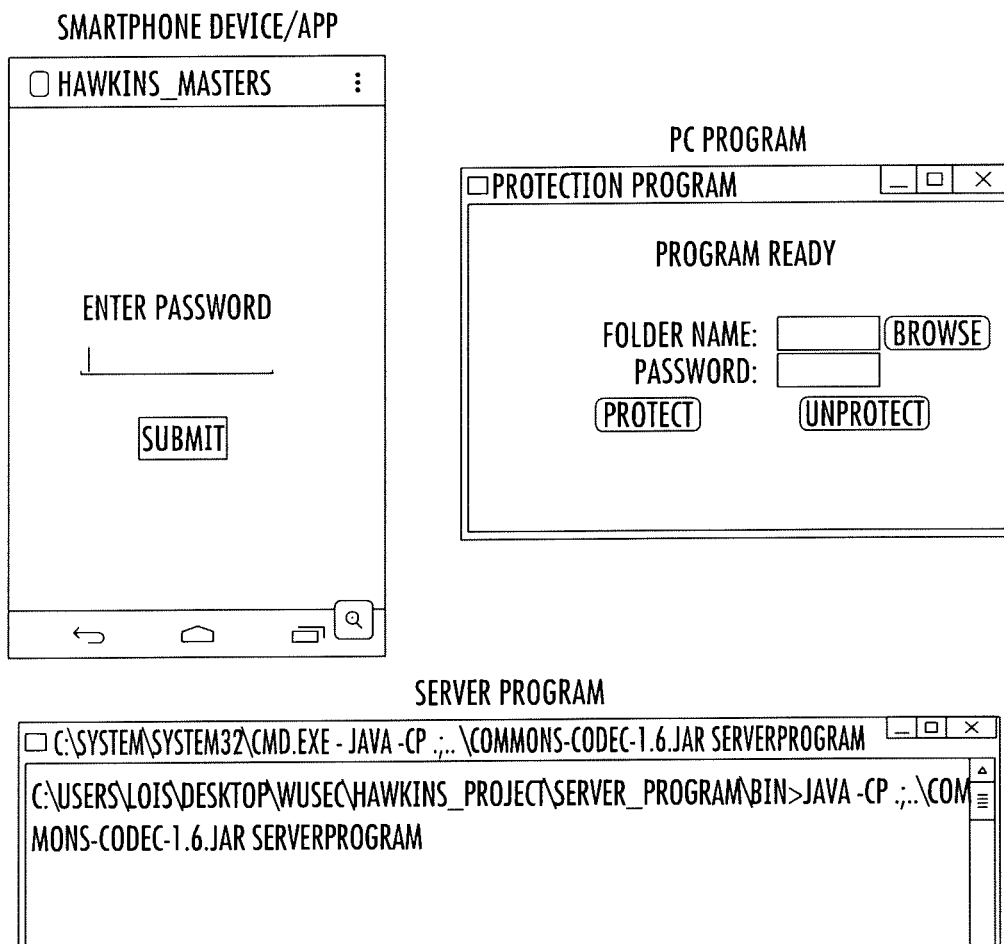 SMARTPHONE DEVICE/APP
HAWKINS_MASTERS
ENTER PASSWORD
SUBMIT
PC PROGRAM
PROTECTION PROGRAM
PROGRAM READY
FOLDER NAME:
BROWSE
PASSWORD:
PROTECT UNPROTECT
SERVER PROGRAM
C:\SYSTEM\SYSTEM32\CMD.EXE - JAVA -CP .;.. \COMMONS-CODEC-1.6.JAR SERVERPROGRAM
C:\USERS\LOIS\DESKTOP\WUSEC\HAWKINS_PROJECT\SERVER_PROGRAM\BIN>JAVA -CP .;..\COM
MONS-CODEC-1.6.JAR SERVERPROGRAM